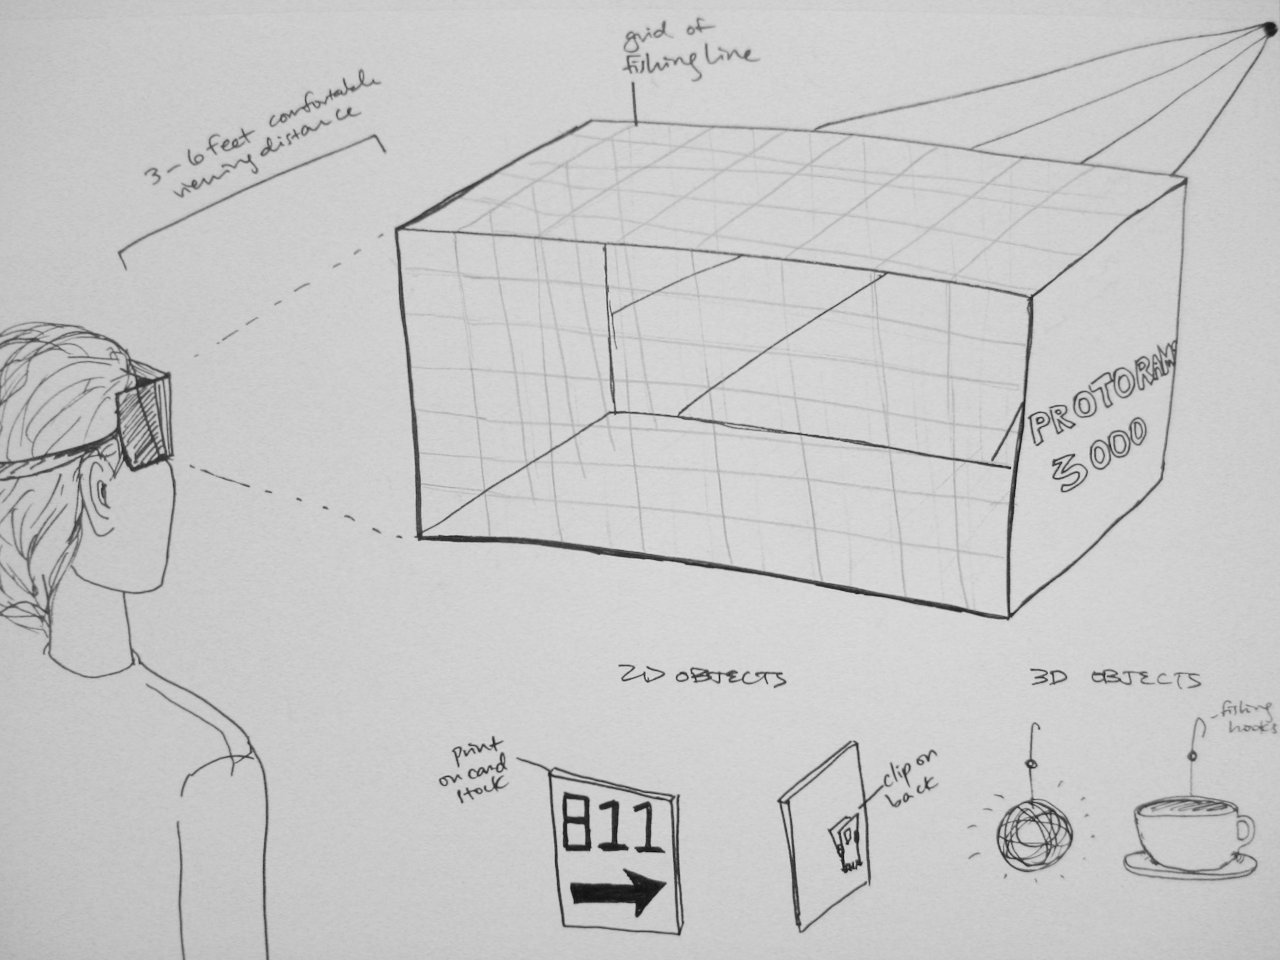 grid of
fishing line
3-6 feet comfortable
viewing distance
PROTORAM
3000
2D OBJECTS
3D OBJECTS
print
on card
stock
811
clip on
back
fishing
hooks